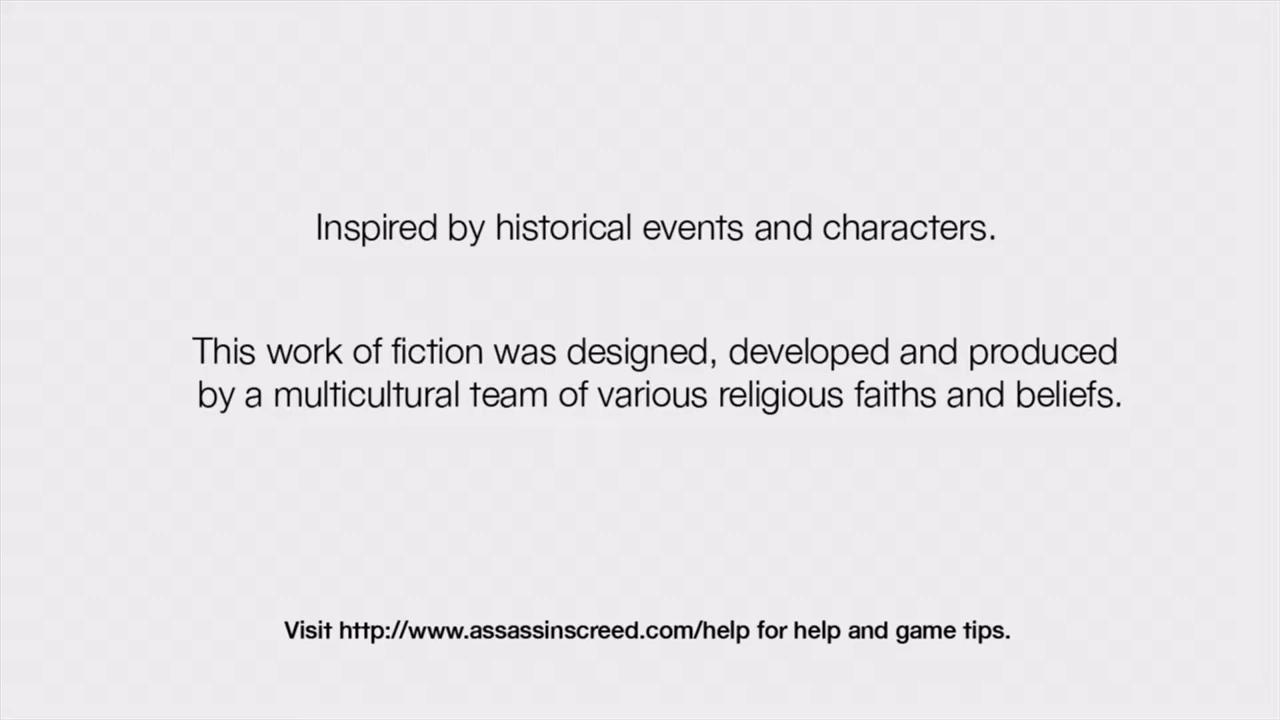 Inspired by historical events and characters.
This work of fiction was designed, developed and produced
by a multicultural team of various religious faiths and beliefs.
Visit http://www.assassinscreed.com/help for help and game tips.